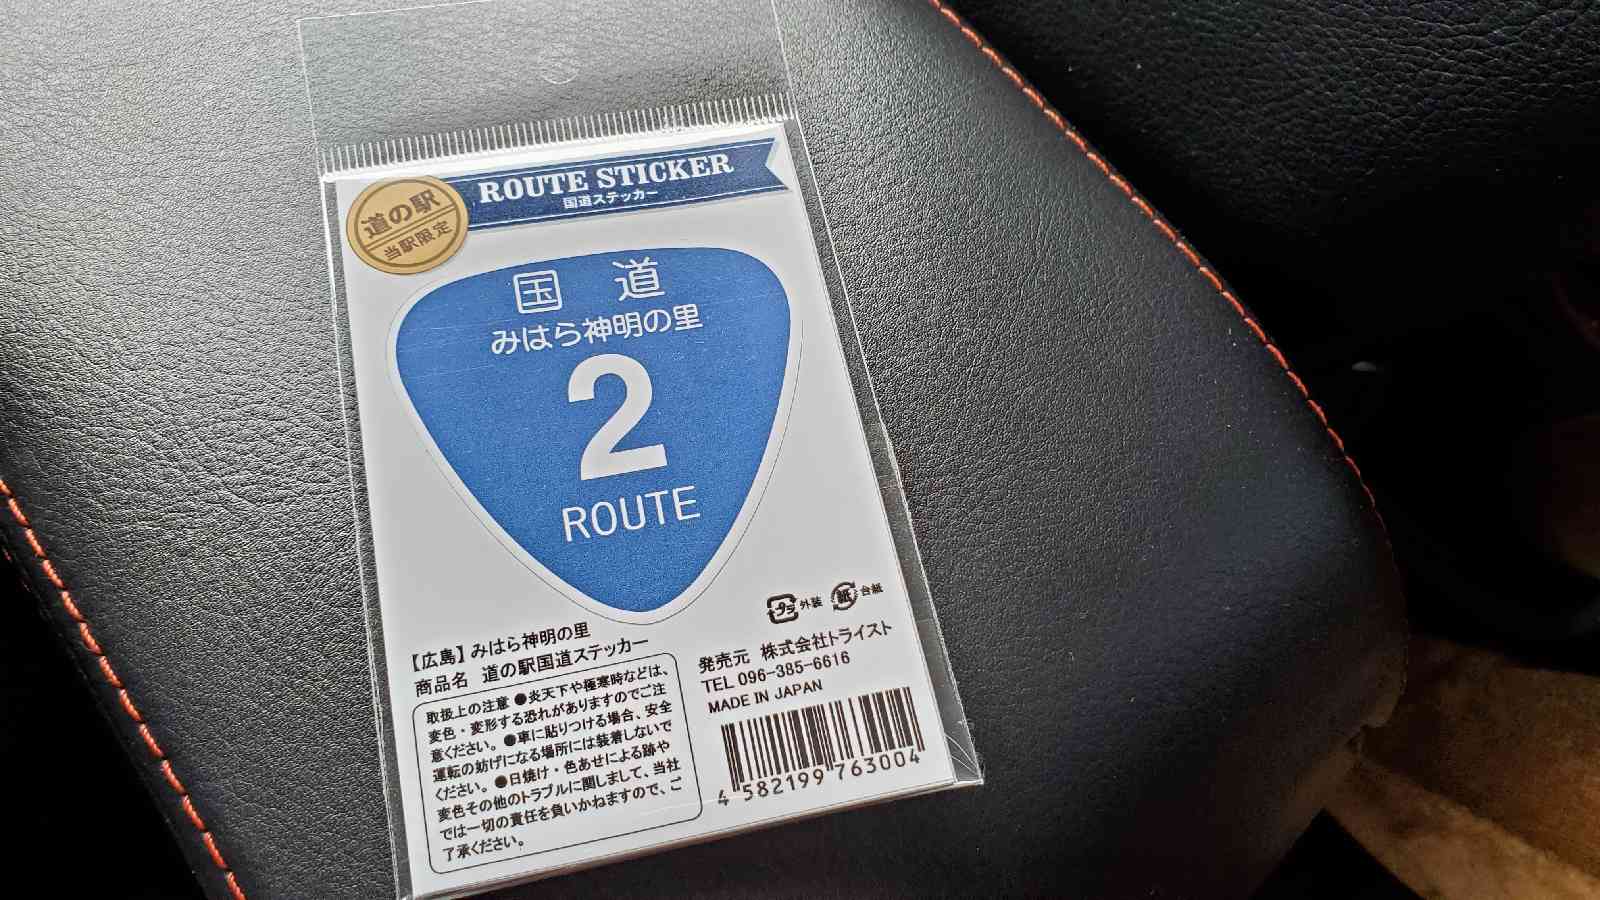 ROUTE STICKER
国道ステッカー
道の駅
当駅限定
国 道
みはら神明の里
2
ROUTE
プラ 外装 紙 台紙
【広島】みはら神明の里
商品名 道の駅国道ステッカー
取扱上の注意 ●炎天下や極寒時などは、
変色・変形する恐れがありますのでご注
意ください。 ●車に貼りつける場合、安全
運転の妨げになる場所には装着しないで
ください。 ●日焼け・色あせによる跡や
変色その他のトラブルに関しまして、当社
では一切の責任を負いかねますので、ご
了承ください。
発売元 株式会社トライスト
TEL 096-385-6616
MADE IN JAPAN
4 582199 763004